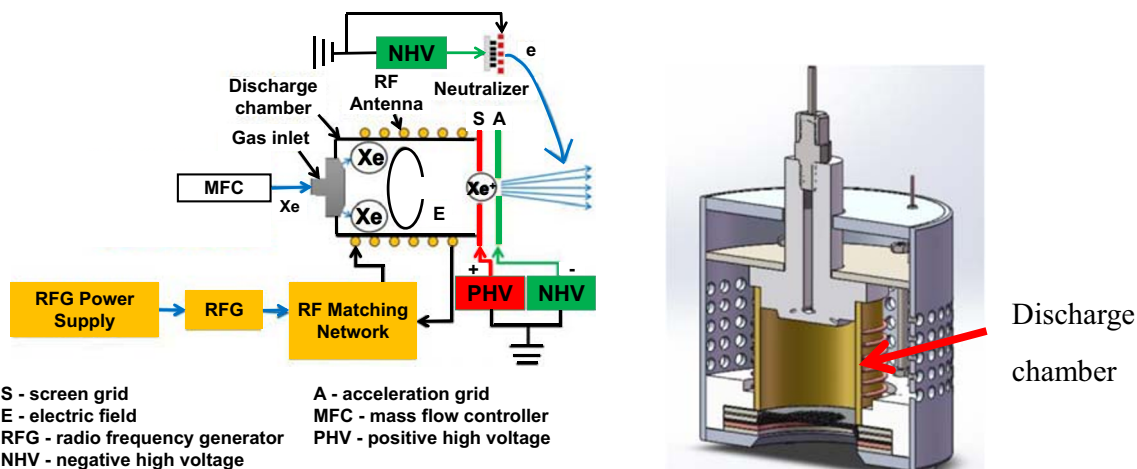 NHV
e
Neutralizer
RF
Antenna
Discharge
chamber
Gas inlet
S A
Xe
Xe
Xe⁺
E
MFC
Xe
+
-
PHV
NHV
RFG Power
Supply
RFG
RF Matching
Network
S - screen grid
E - electric field
RFG - radio frequency generator
NHV - negative high voltage
A - acceleration grid
MFC - mass flow controller
PHV - positive high voltage
Discharge
chamber